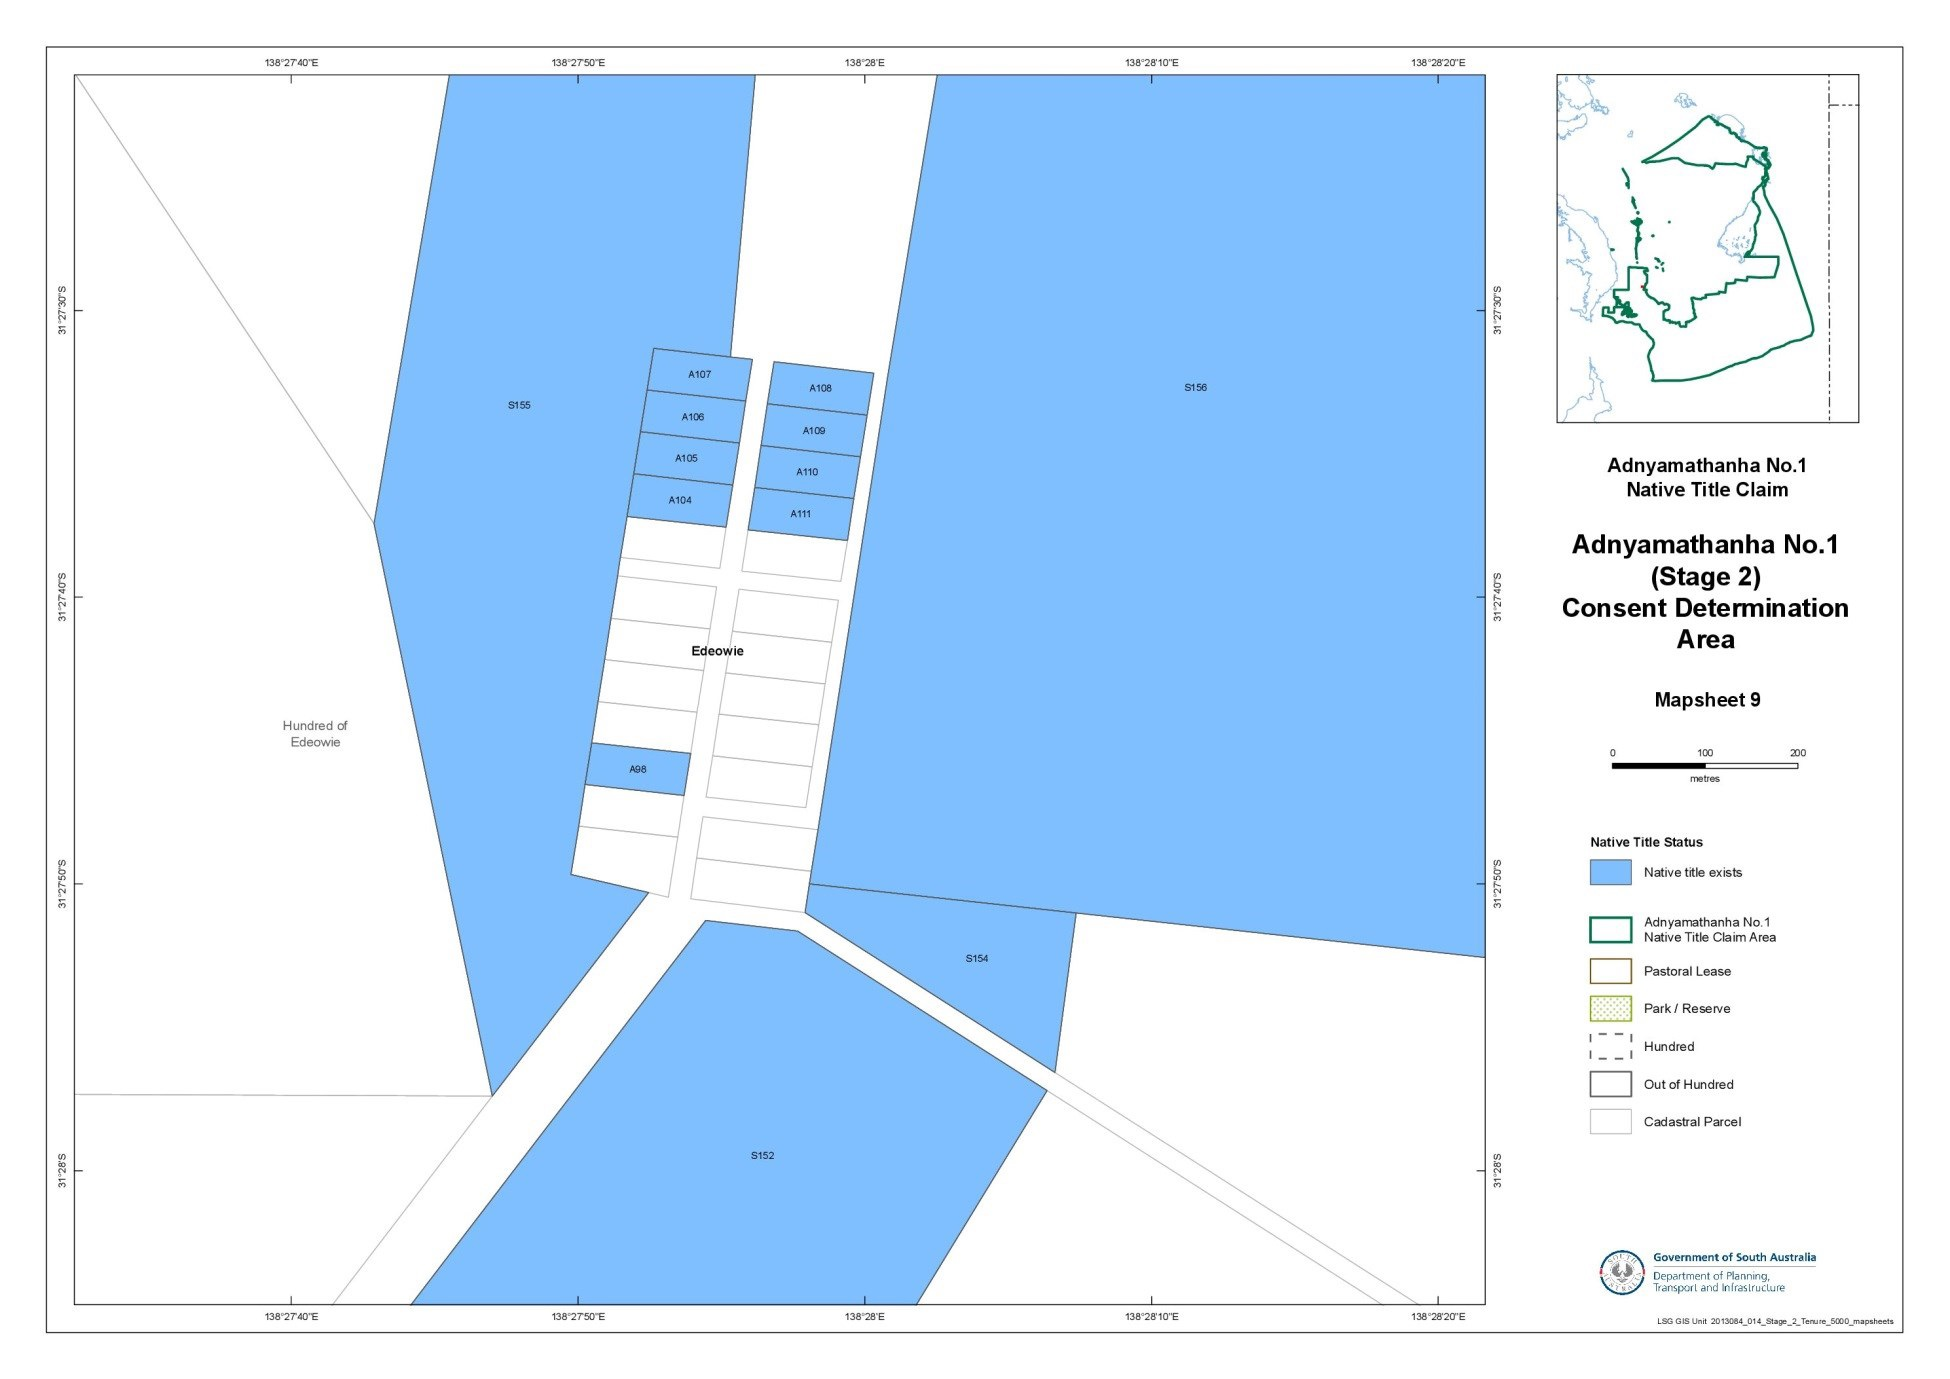 138°27'40"E
138°27'50"E
138°28'E
138°28'10"E
138°28'20"E
31°27'30"S
31°27'40"S
31°27'50"S
31°28'S
31°27'30"S
31°27'40"S
31°27'50"S
31°28'S
S155
S156
A107
A108
A106
A109
A105
A110
A104
A111
Edeowie
Hundred of
Edeowie
A98
S154
S152
138°27'40"E
138°27'50"E
138°28'E
138°28'10"E
138°28'20"E
Adnyamathanha No.1
Native Title Claim
Adnyamathanha No.1
(Stage 2)
Consent Determination
Area
Mapsheet 9
0 100 200
metres
Native Title Status
Native title exists
Adnyamathanha No.1
Native Title Claim Area
Pastoral Lease
Park / Reserve
Hundred
Out of Hundred
Cadastral Parcel
Government of South Australia
Department of Planning,
Transport and Infrastructure
LSG GIS Unit 2013084_014_Stage_2_Tenure_5000_mapsheets